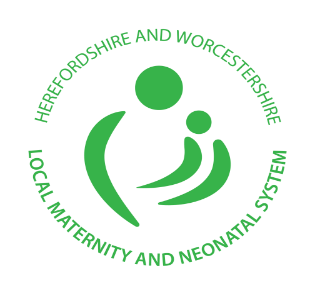 HEREFORDSHIRE AND WORCESTERSHIRE
LOCAL MATERNITY AND NEONATAL SYSTEM